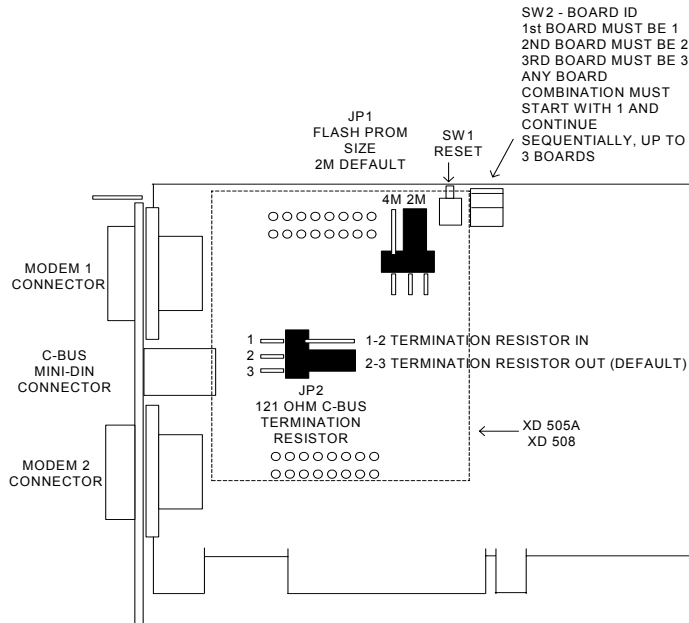 SW2 - BOARD ID
1st BOARD MUST BE 1
2ND BOARD MUST BE 2
3RD BOARD MUST BE 3
ANY BOARD
COMBINATION MUST
START WITH 1 AND
CONTINUE
SEQUENTIALLY, UP TO
3 BOARDS
JP1
FLASH PROM
SIZE
2M DEFAULT
SW1
RESET
4M 2M
MODEM 1
CONNECTOR
C-BUS
MINI-DIN
CONNECTOR
1
2
3
1-2 TERMINATION RESISTOR IN
2-3 TERMINATION RESISTOR OUT (DEFAULT)
JP2
121 OHM C-BUS
TERMINATION
RESISTOR
XD 505A
XD 508
MODEM 2
CONNECTOR